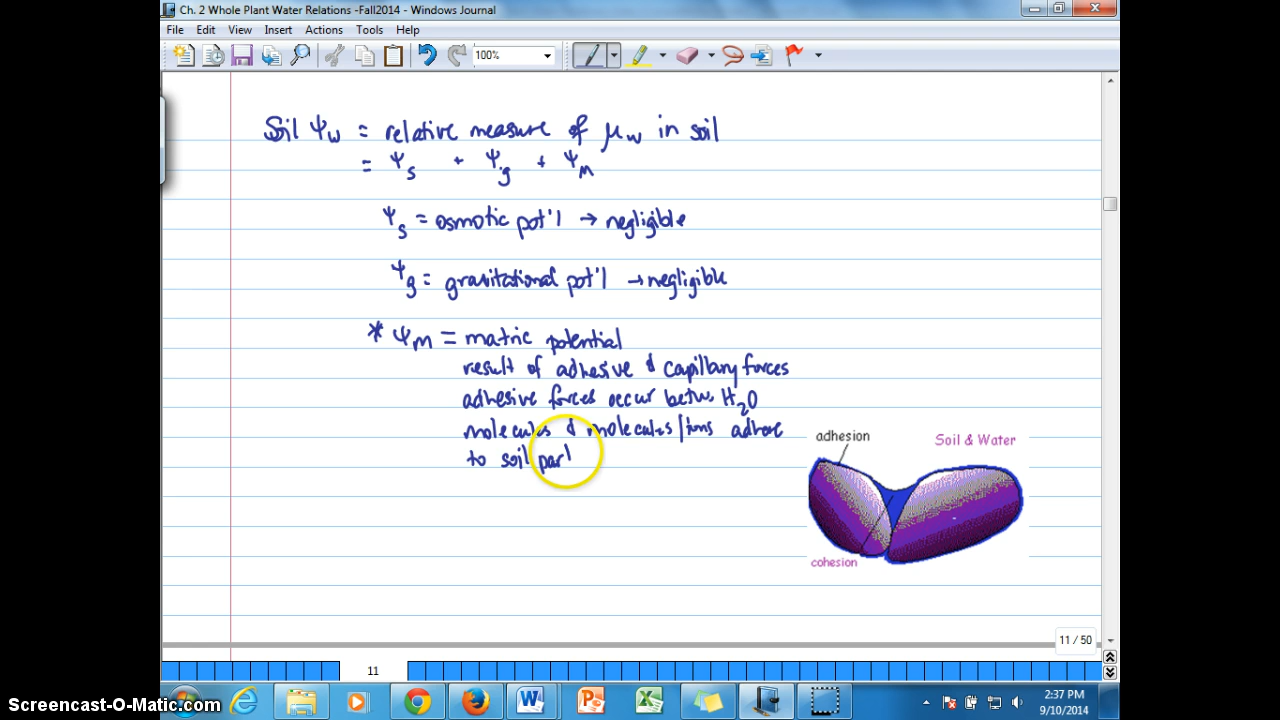 Ch. 2 Whole Plant Water Relations -Fall2014 - Windows Journal
File Edit View Insert Actions Tools Help
100%
Soil Ψw = relative measure of μw in soil
= Ψs + Ψg + Ψm
Ψs = osmotic pot'l → negligible
Ψg = gravitational pot'l → negligible
* Ψm = matric potential
result of adhesive & capillary forces
adhesive forces occur betw. H2O
molecules & molecules/ions adhere
to soil par
adhesion
Soil & Water
cohesion
11 / 50
11
2:37 PM
9/10/2014
Screencast-O-Matic.com